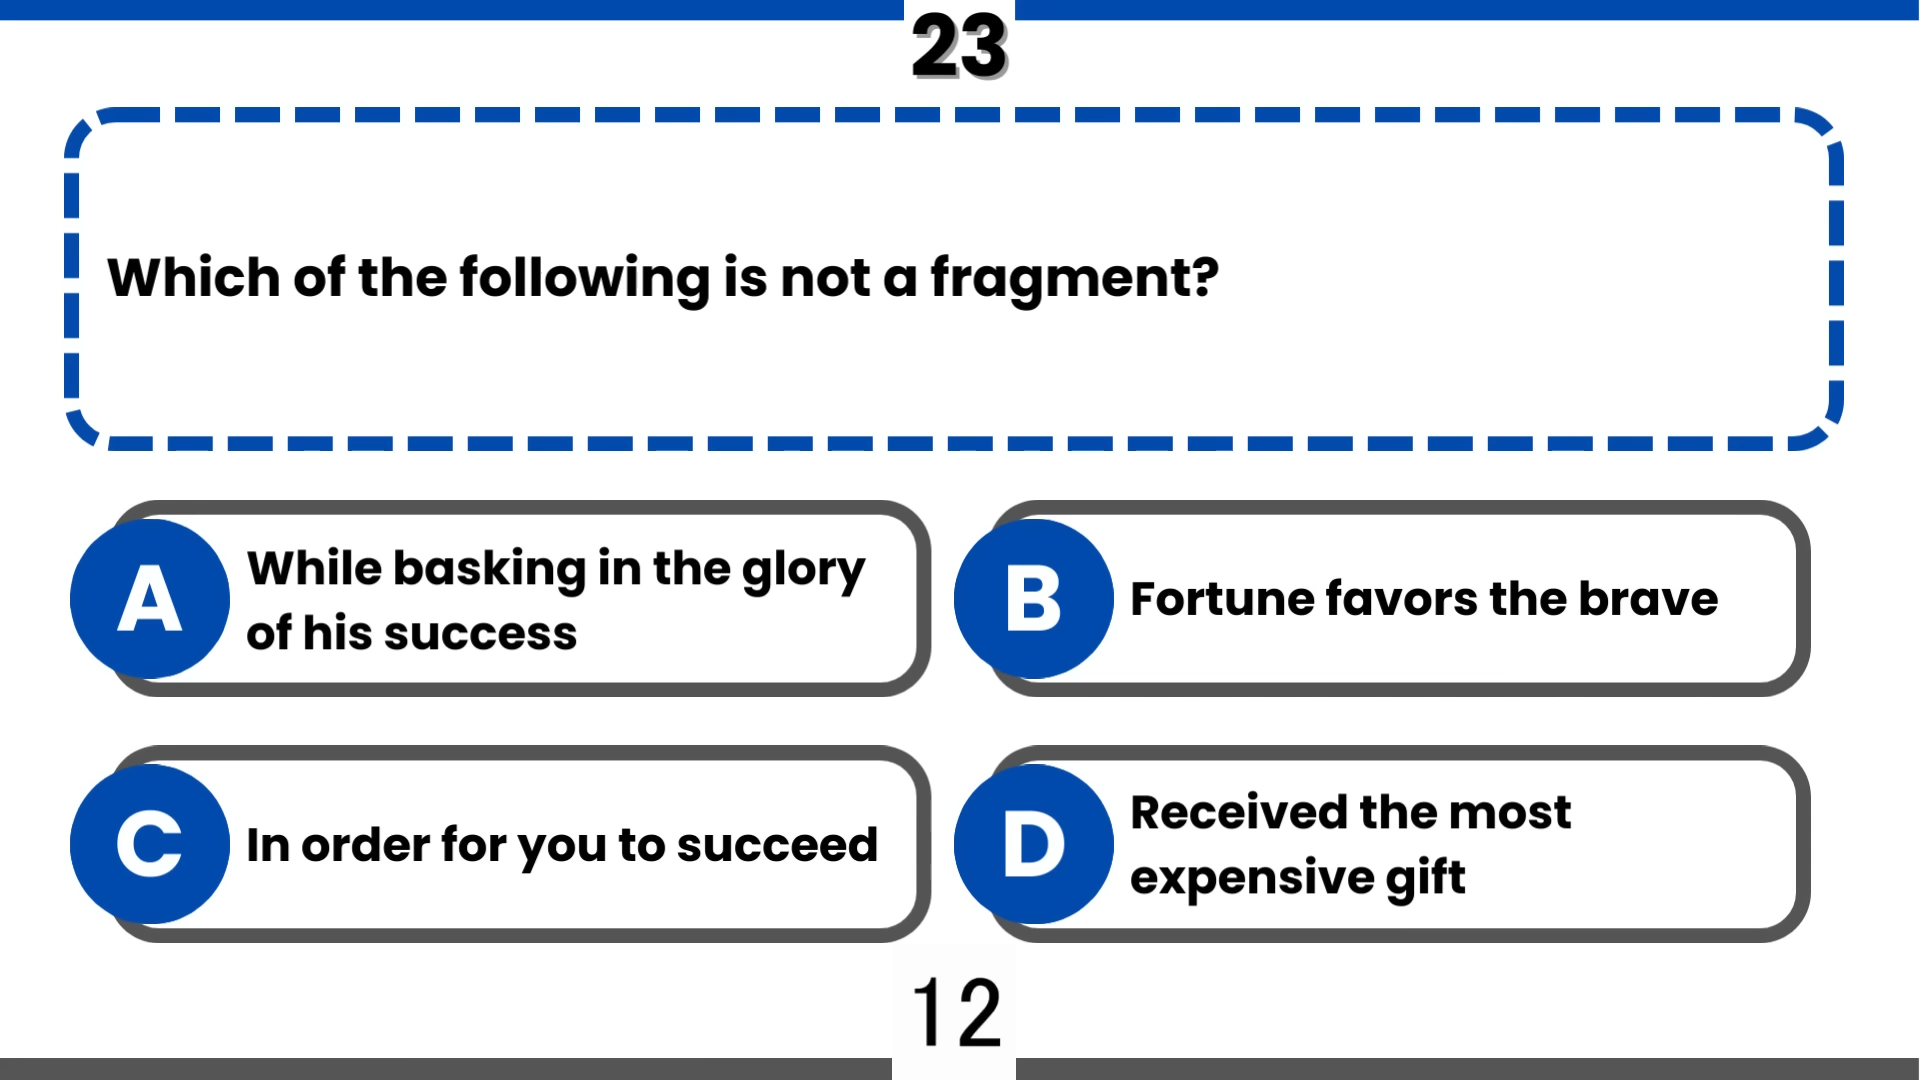 23
Which of the following is not a fragment?
A
While basking in the glory
of his success
B
Fortune favors the brave
C
In order for you to succeed
D
Received the most
expensive gift
12